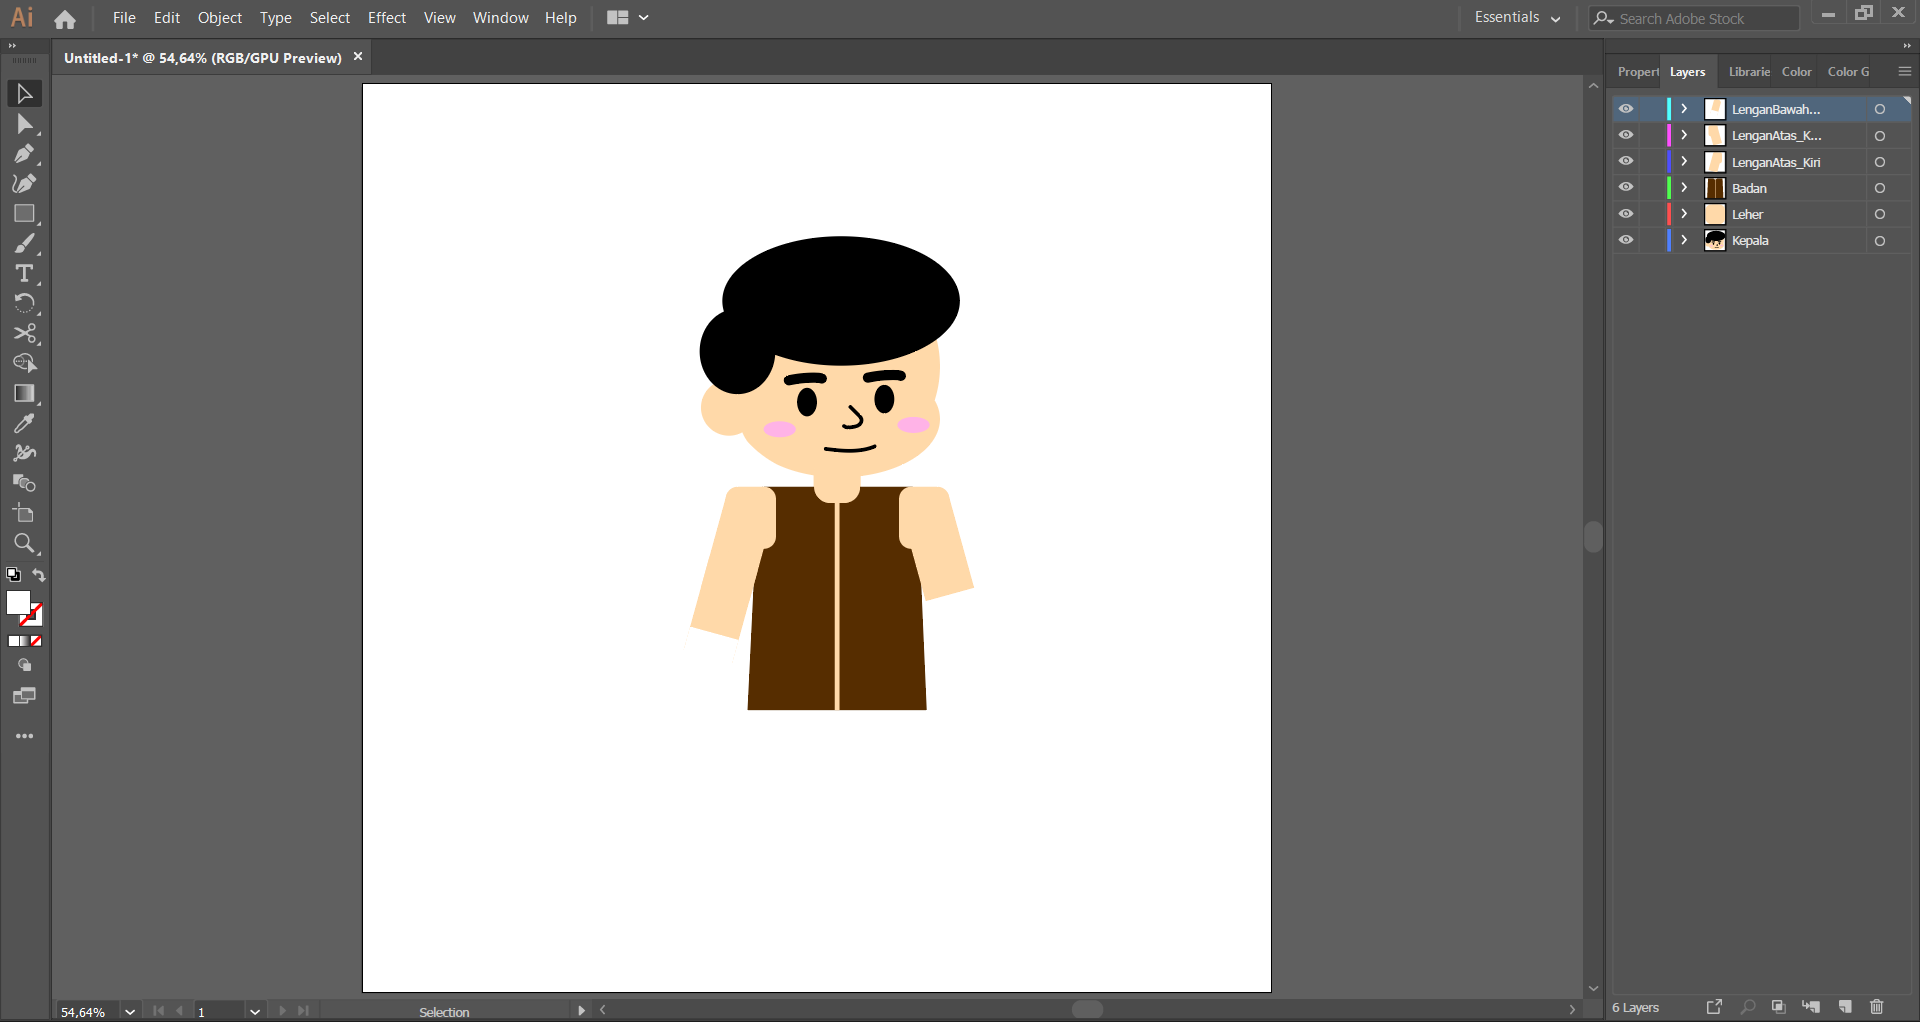 Ai File Edit Object Type Select Effect View Window Help Essentials Search Adobe Stock
Untitled-1* @ 54,64% (RGB/GPU Preview)
Propert Layers Librarie Color Color G
LenganBawah...
LenganAtas_K...
LenganAtas_Kiri
Badan
Leher
Kepala
54,64% 1 Selection 6 Layers